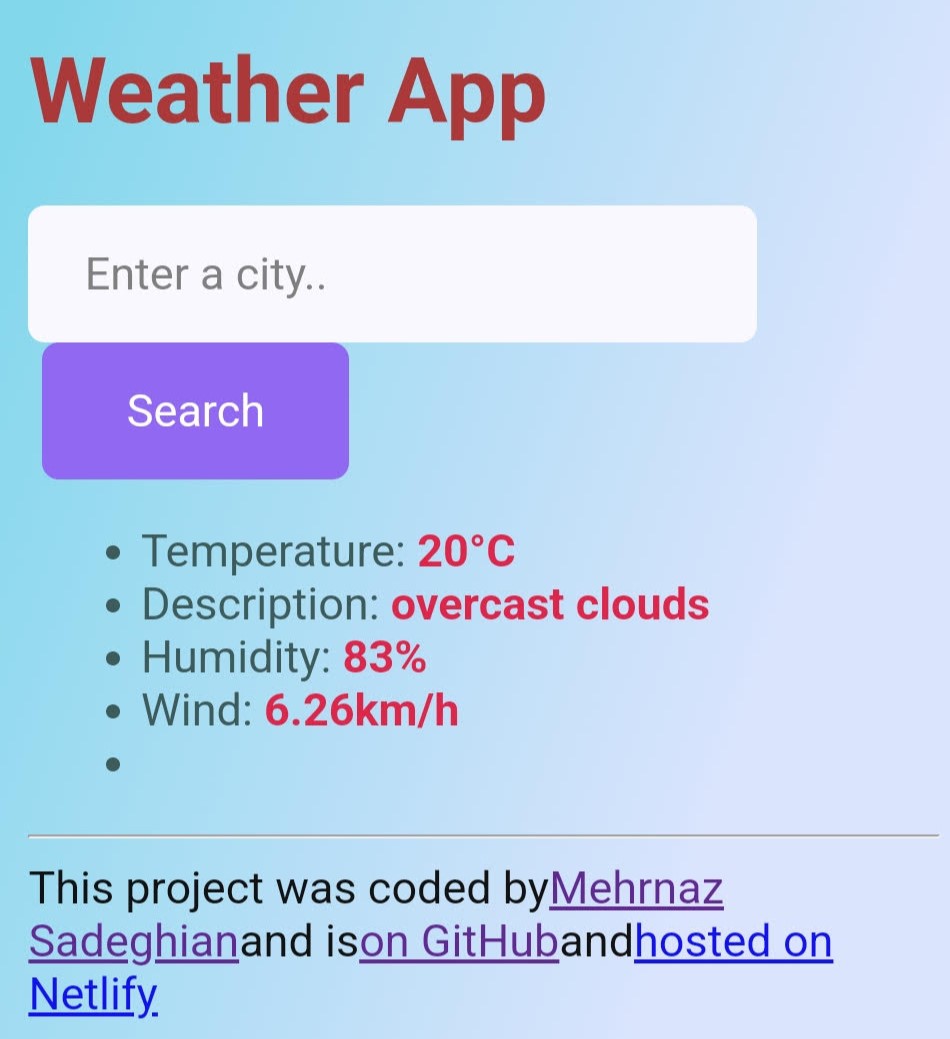 Weather App
Enter a city..
Search
Temperature: 20°C
Description: overcast clouds
Humidity: 83%
Wind: 6.26km/h
This project was coded byMehrnaz
Sadeghianand ison GitHubandhosted on
Netlify